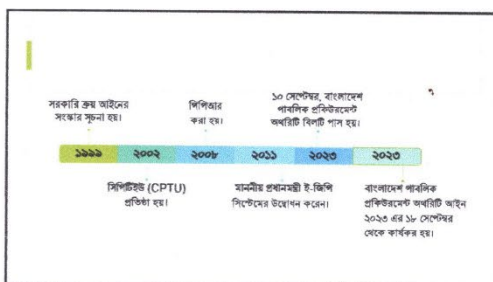 সরকারি ক্রয় আইনের
সংস্কার সূচনা হয়।
পিপিআর
করা হয়।
১০ সেপ্টেম্বর, বাংলাদেশ
পাবলিক প্রকিউরমেন্ট
অথরিটি বিলটি পাস হয়।
১৯৯৯ ২০০২ ২০০৮ ২০১১ ২০২৩ ২০২৩
সিপিটিইউ (CPTU)
প্রতিষ্ঠা হয়।
মাননীয় প্রধানমন্ত্রী ই-জিপি
সিস্টেমের উদ্বোধন করেন।
বাংলাদেশ পাবলিক
প্রকিউরমেন্ট অথরিটি আইন
২০২৩ এর ১৮ সেপ্টেম্বর
থেকে কার্যকর হয়।